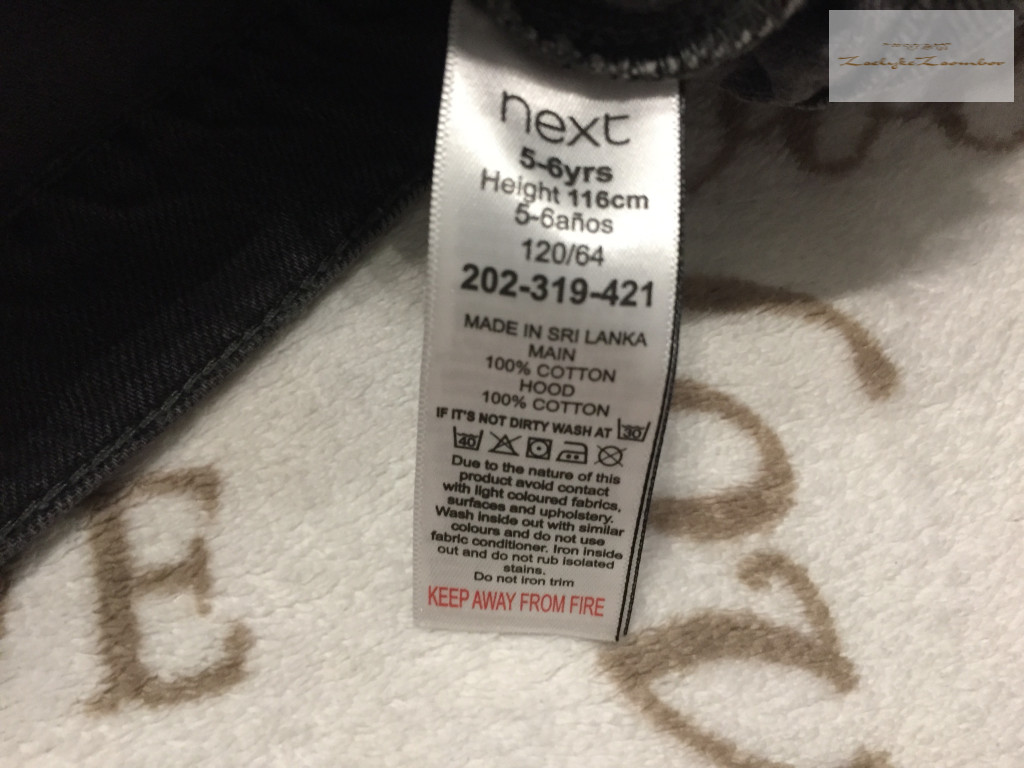 next
5-6yrs
Height 116cm
5-6años
120/64
202-319-421
MADE IN SRI LANKA
MAIN
100% COTTON
HOOD
100% COTTON
IF IT'S NOT DIRTY WASH AT 30
40
Due to the nature of this
product avoid contact
with light coloured fabrics,
surfaces and upholstery.
Wash inside out with similar
colours and do not use
fabric conditioner. Iron inside
out and do not rub isolated
stains.
Do not iron trim
KEEP AWAY FROM FIRE
E